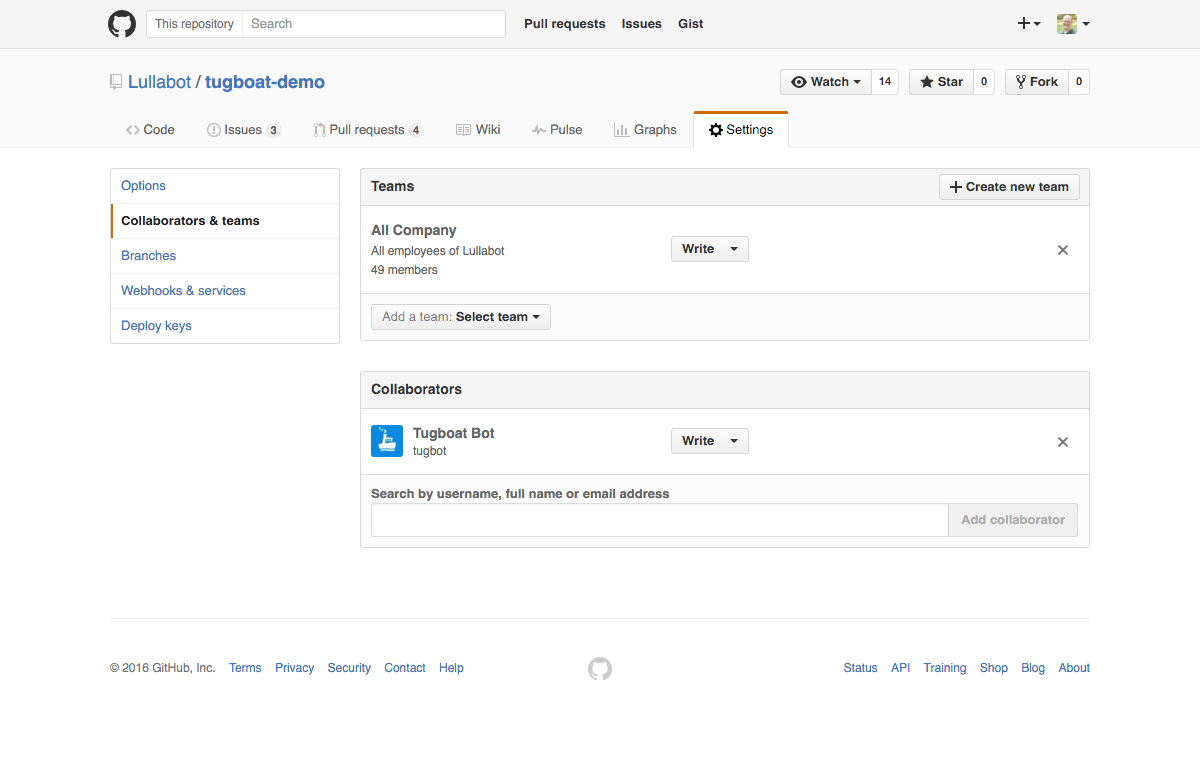 This repository Search Pull requests Issues Gist
Lullabot / tugboat-demo Watch 14 Star 0 Fork 0
Code Issues 3 Pull requests 4 Wiki Pulse Graphs Settings
Options
Collaborators & teams
Branches
Webhooks & services
Deploy keys
Teams Create new team
All Company
All employees of Lullabot
49 members
Write
Add a team: Select team
Collaborators
Tugboat Bot
tugbot
Write
Search by username, full name or email address
Add collaborator
© 2016 GitHub, Inc. Terms Privacy Security Contact Help Status API Training Shop Blog About